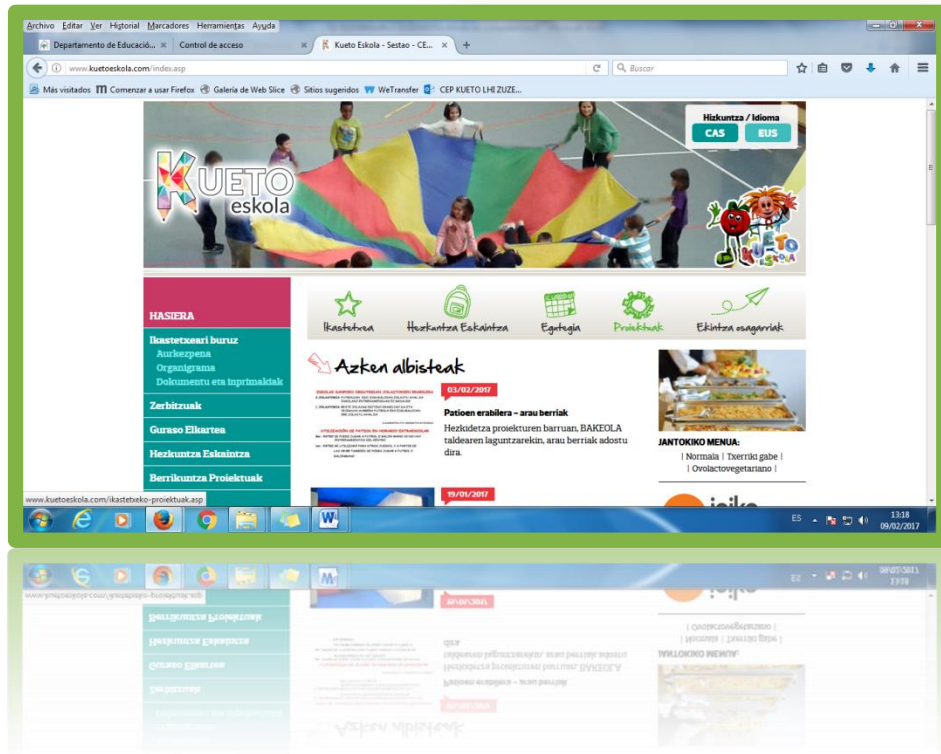 Archivo Editar Ver Historial Marcadores Herramientas Ayuda
Departamento de Educació... × Control de acceso × Kueto Eskola - Sestao - CE... × +
www.kuetoeskola.com/index.asp Buscar
Más visitados Comenzar a usar Firefox Galería de Web Slice Sitios sugeridos WeTransfer CEP KUETO LHI ZUZE...
Hizkuntza / Idioma
CAS EUS
KUETO
eskola
KUETO
ESKOLA
HASIERA
Ikastetxeari buruz
Aurkezpena
Organigrama
Dokumentu eta inprimakiak
Zerbitzuak
Guraso Elkartea
Hezkuntza Eskaintza
Berrikuntza Proiektuak
Ikastetxea Hezkuntza Eskaintza Egutegia Proiektuak Ekintza osagarriak
Azken albisteak
03/02/2017
Patioen erabilera – arau berriak
Hezkidetza proiekturen barruan, BAKEOLA
taldearen laguntzarekin, arau berriak adostu
dira.
19/01/2017
JANTOKIKO MENUA:
| Normala | Txerriki gabe |
| Ovolactovegetariano |
www.kuetoeskola.com/ikastetxeko-proiektuak.asp
ES 13:18
09/02/2017